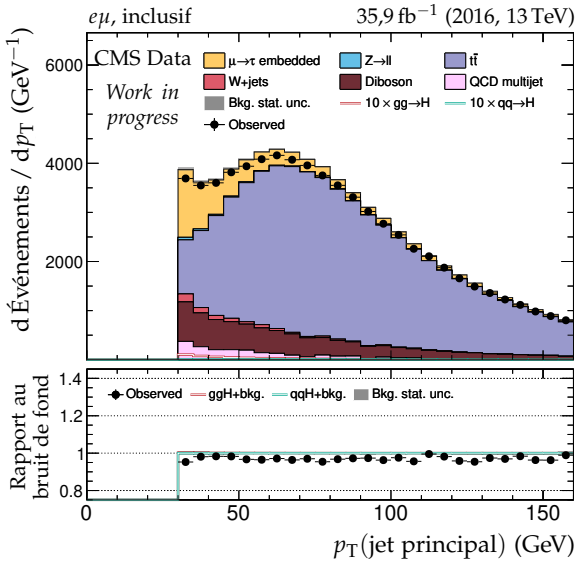 eμ, inclusif 35,9 fb⁻¹ (2016, 13 TeV)
CMS Data
Work in
progress
μ→τ embedded Z→ll tt̄
W+jets Diboson QCD multijet
Bkg. stat. unc. 10 × gg→H 10 × qq→H
Observed
d Événements / dp_T (GeV⁻¹)
6000
4000
2000
Observed ggH+bkg. qqH+bkg. Bkg. stat. unc.
Rapport au
bruit de fond
1.4
1.2
1
0.8
0 50 100 150
p_T(jet principal) (GeV)